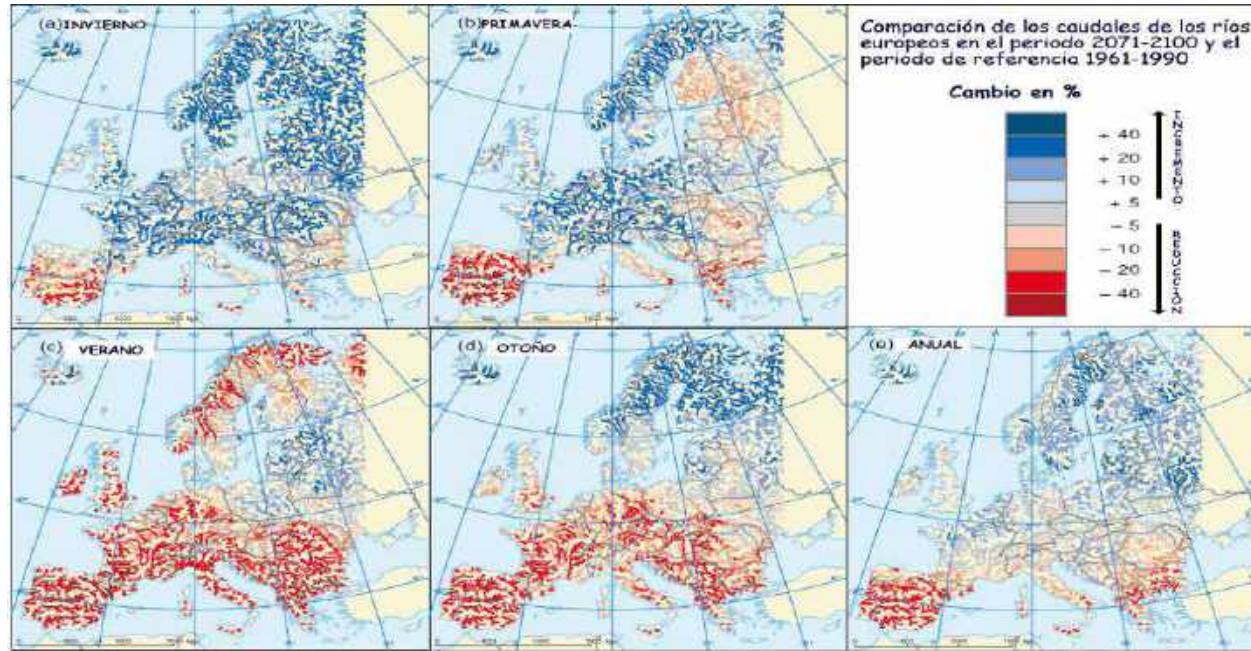 (a) INVIERNO
(b) PRIMAVERA
Comparación de los caudales de los ríos
europeos en el periodo 2071-2100 y el
periodo de referencia 1961-1990
Cambio en %
+ 40
+ 20
+ 10
+ 5
- 5
- 10
- 20
- 40
INCREMENTO
REDUCCIÓN
(c) VERANO
(d) OTOÑO
(e) ANUAL